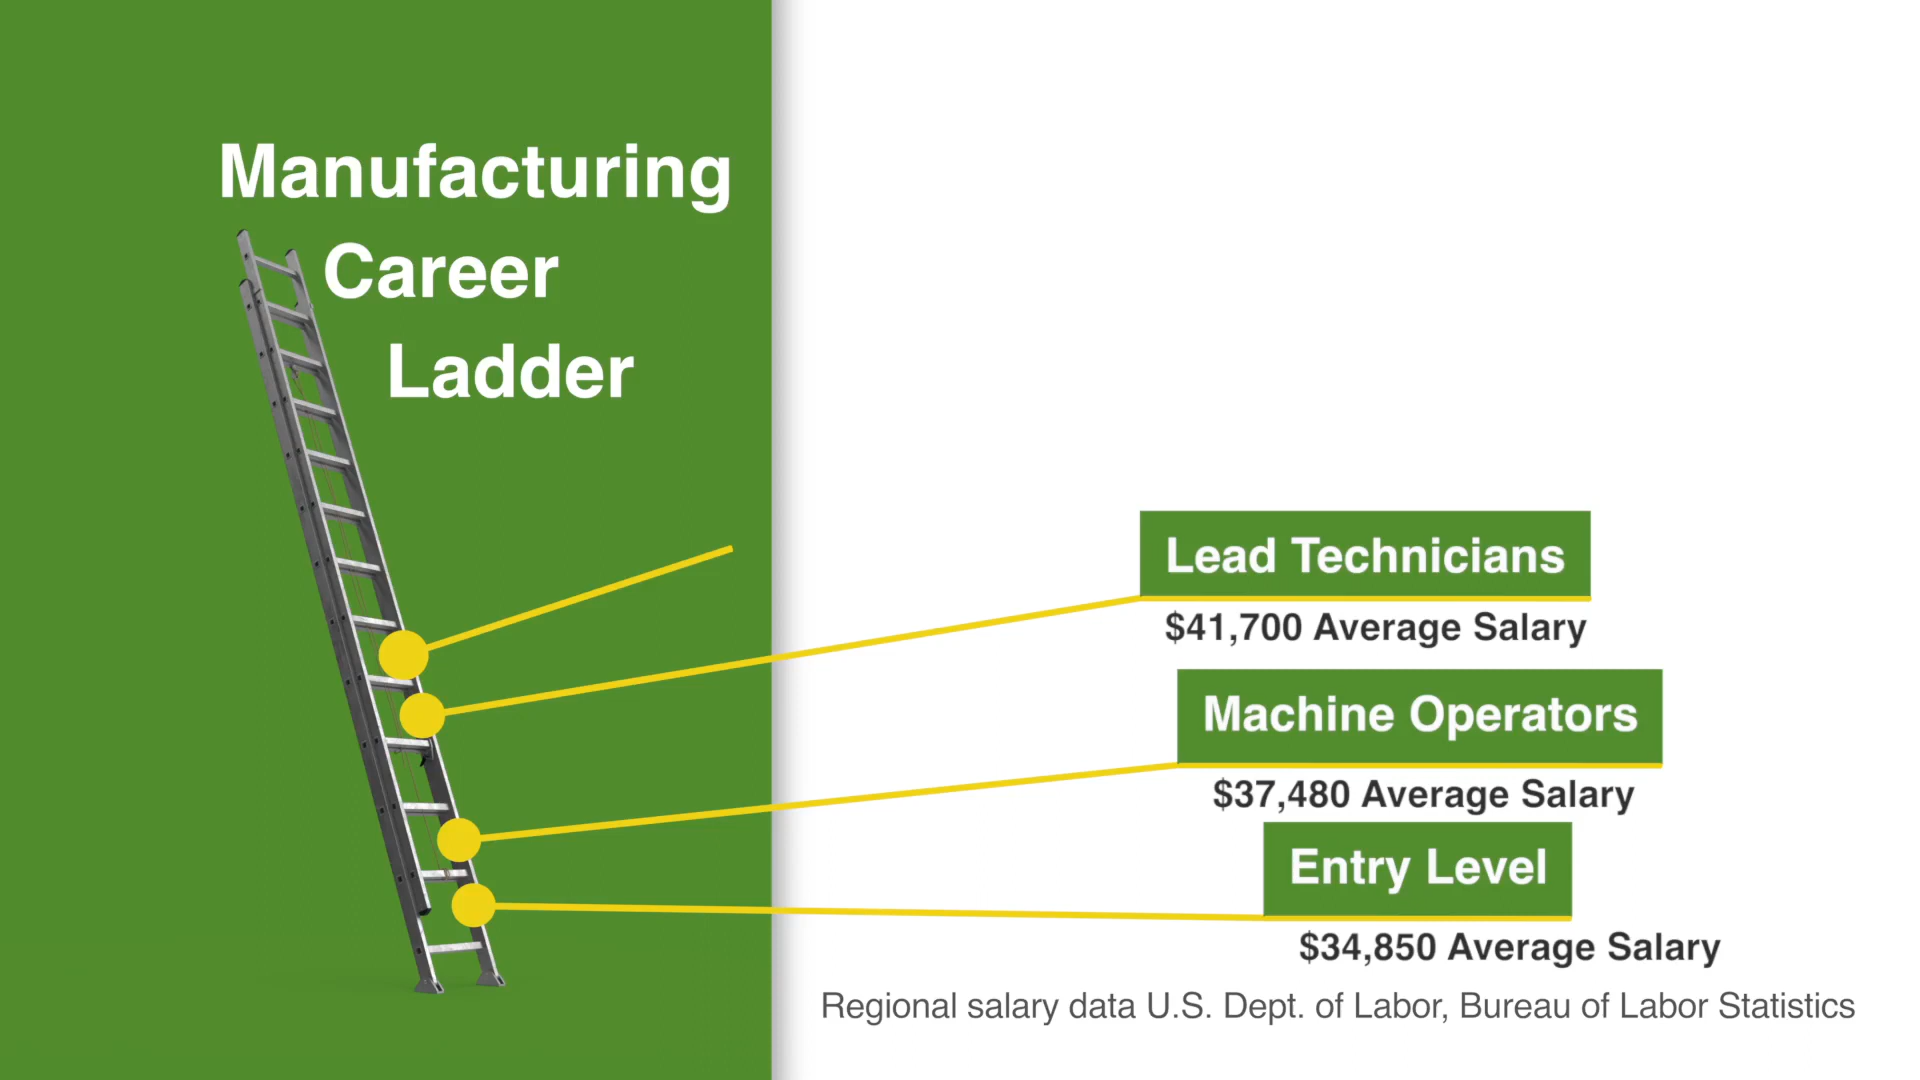 Manufacturing
Career
Ladder
Lead Technicians
$41,700 Average Salary
Machine Operators
$37,480 Average Salary
Entry Level
$34,850 Average Salary
Regional salary data U.S. Dept. of Labor, Bureau of Labor Statistics